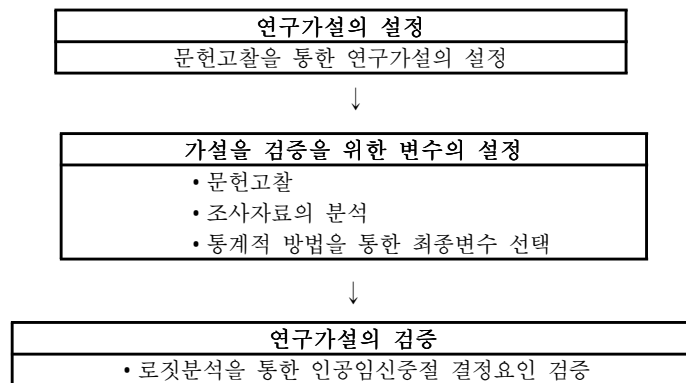 연구가설의 설정
문헌고찰을 통한 연구가설의 설정
↓
가설을 검증을 위한 변수의 설정
• 문헌고찰
• 조사자료의 분석
• 통계적 방법을 통한 최종변수 선택
↓
연구가설의 검증
• 로짓분석을 통한 인공임신중절 결정요인 검증